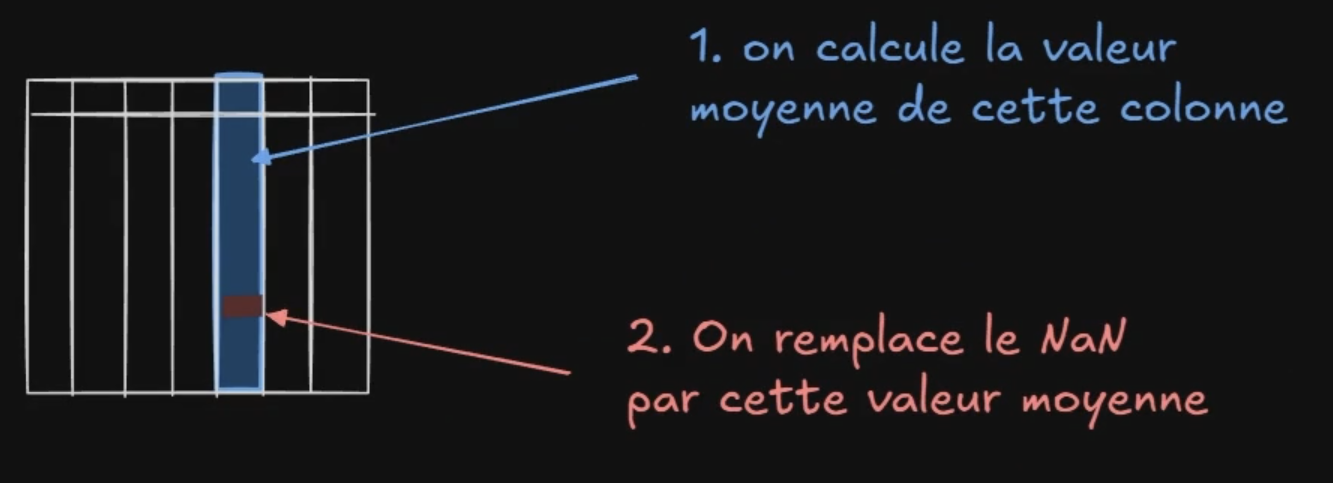 1. on calcule la valeur
moyenne de cette colonne
2. On remplace le NaN
par cette valeur moyenne